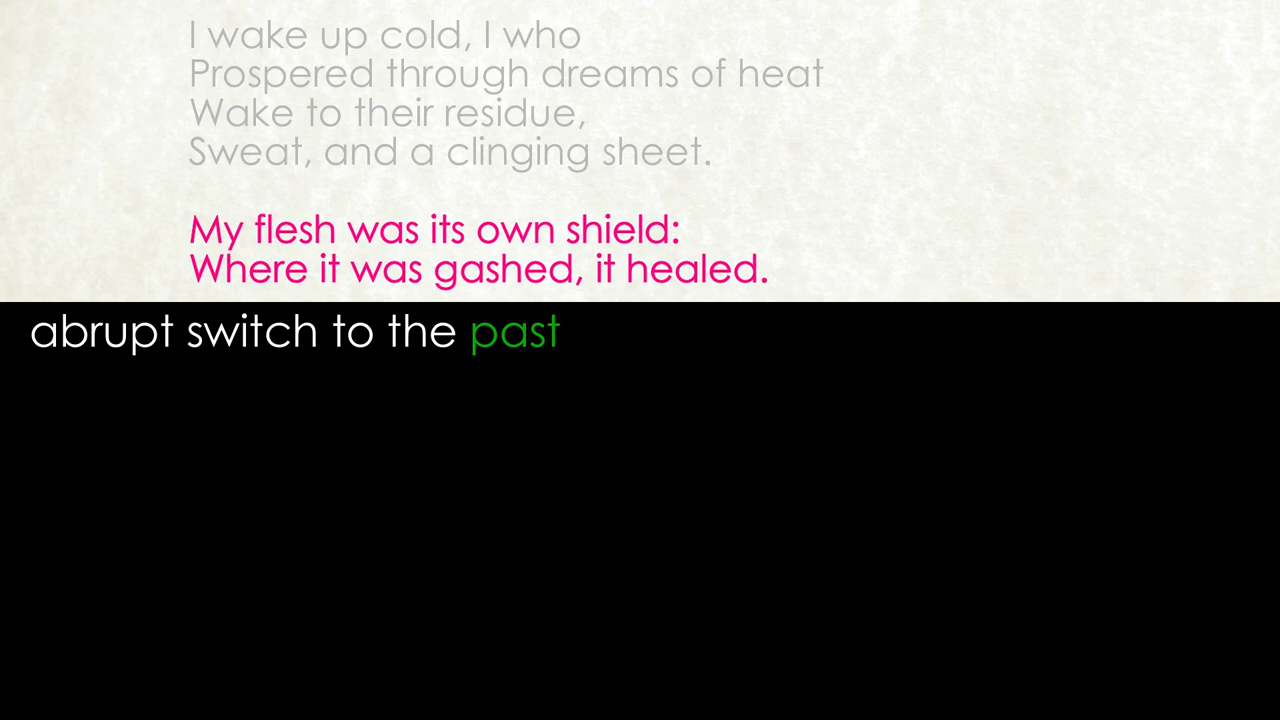 I wake up cold, I who
Prospered through dreams of heat
Wake to their residue,
Sweat, and a clinging sheet.
My flesh was its own shield:
Where it was gashed, it healed.
abrupt switch to the past